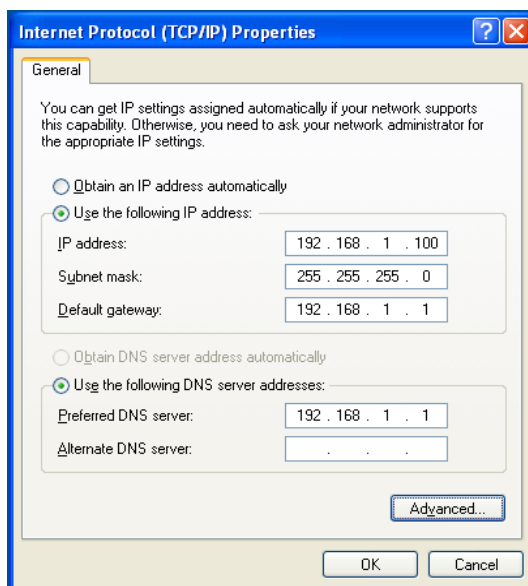 Internet Protocol (TCP/IP) Properties
General
You can get IP settings assigned automatically if your network supports
this capability. Otherwise, you need to ask your network administrator for
the appropriate IP settings.
Obtain an IP address automatically
Use the following IP address:
IP address: 192 . 168 . 1 . 100
Subnet mask: 255 . 255 . 255 . 0
Default gateway: 192 . 168 . 1 . 1
Obtain DNS server address automatically
Use the following DNS server addresses:
Preferred DNS server: 192 . 168 . 1 . 1
Alternate DNS server: . . .
Advanced...
OK Cancel